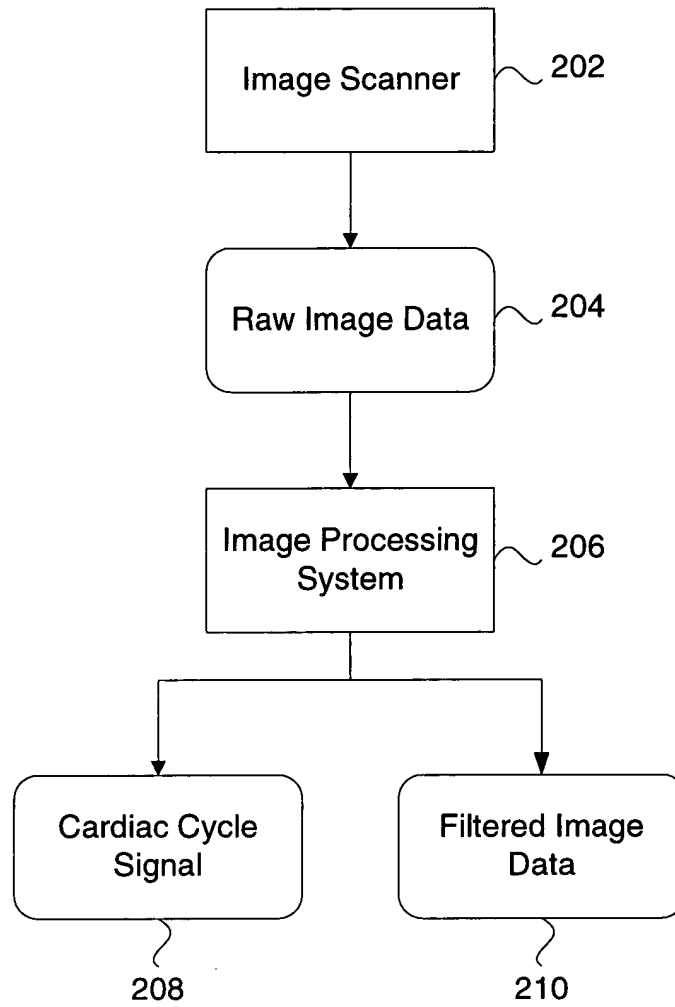 Image Scanner
202
Raw Image Data
204
Image Processing
System
206
Cardiac Cycle
Signal
Filtered Image
Data
208
210